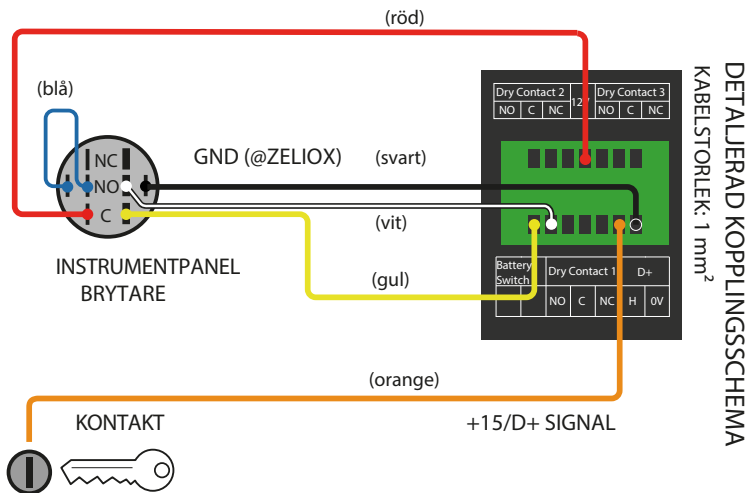 (röd)
(blå)
NC
NO
C
GND (@ZELIOX)
(svart)
(vit)
(gul)
INSTRUMENTPANEL
BRYTARE
Dry Contact 2
12V
Dry Contact 3
NO C NC
NO C NC
Battery
Switch
Dry Contact 1
D+
NO C NC H 0V
(orange)
KONTAKT
+15/D+ SIGNAL
DETALJERAD KOPPLINGSSCHEMA
KABELSTORLEK: 1 mm²